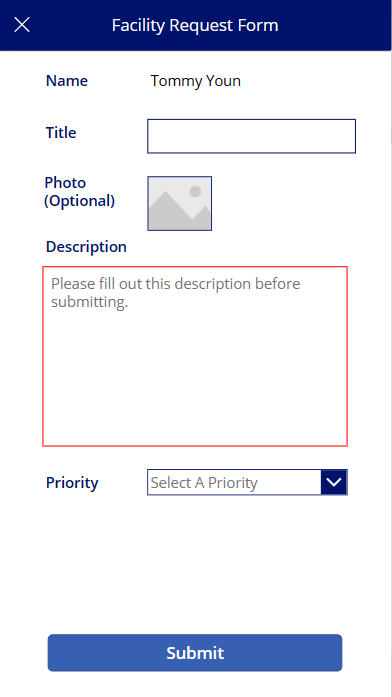 Facility Request Form
Name Tommy Youn
Title
Photo
(Optional)
Description
Please fill out this description before
submitting.
Priority Select A Priority
Submit